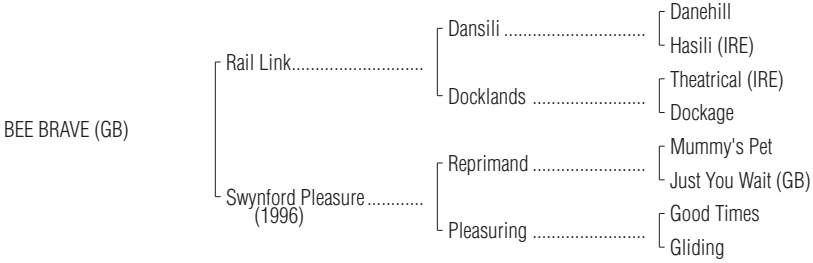 Danehill
Dansili ..............................
Hasili (IRE)
Rail Link............................
Theatrical (IRE)
Docklands ........................
Dockage
BEE BRAVE (GB)
Mummy's Pet
Reprimand ........................
Just You Wait (GB)
Swynford Pleasure ............
(1996)
Good Times
Pleasuring ........................
Gliding